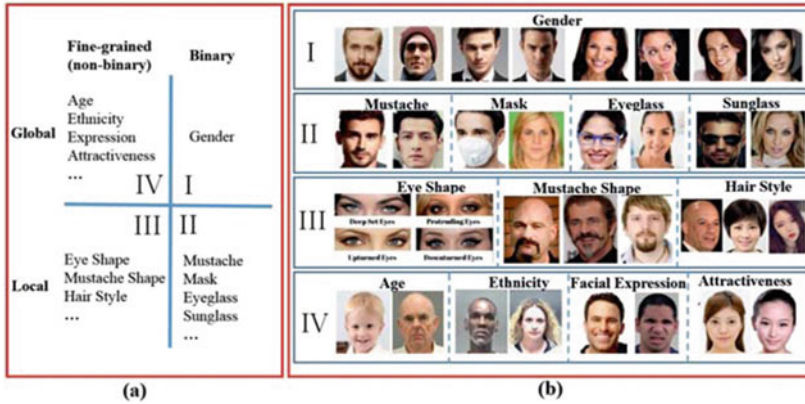 Fine-grained
(non-binary)
Binary
Global
Age
Ethnicity
Expression
Attractiveness
...
Gender
IV
I
III
II
Local
Eye Shape
Mustache Shape
Hair Style
...
Mustache
Mask
Eyeglass
Sunglass
...
(a)
Gender
I
Mustache
Mask
Eyeglass
Sunglass
II
Eye Shape
Mustache Shape
Hair Style
III
Deep Set Eyes
Protruding Eyes
Upturned Eyes
Downturned Eyes
Age
Ethnicity
Facial Expression
Attractiveness
IV
(b)